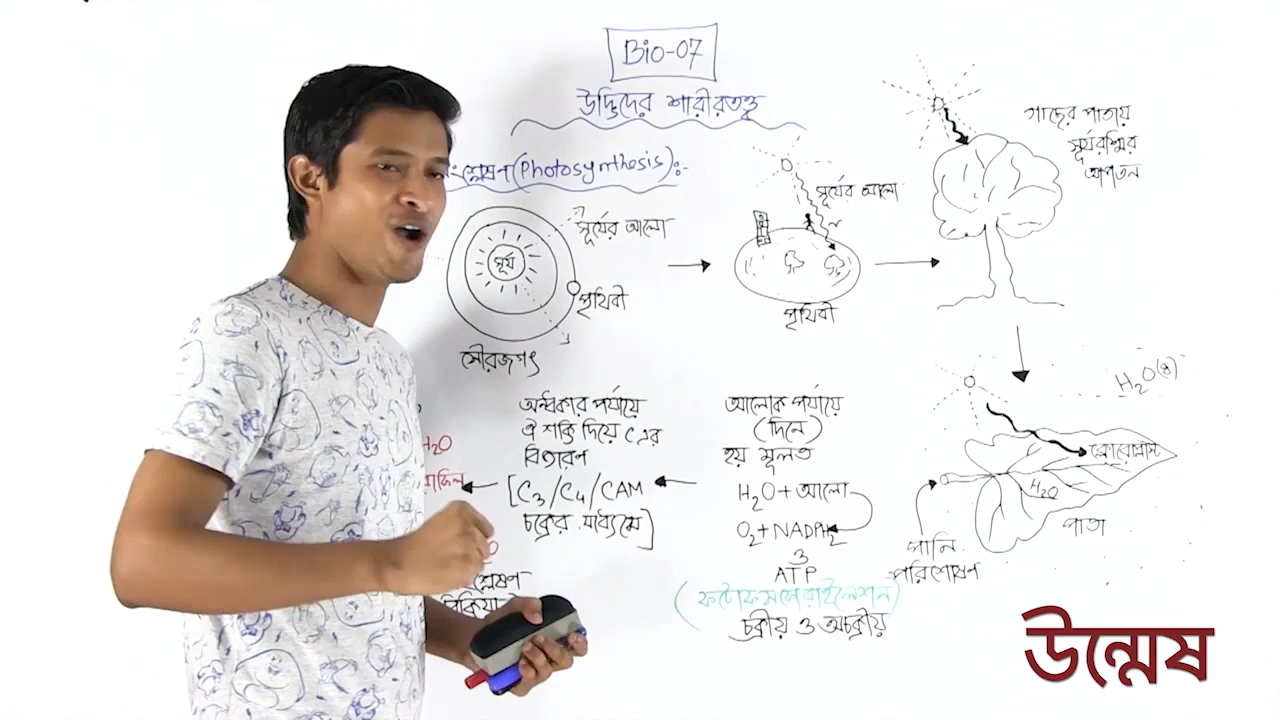 Bio-07
উদ্ভিদের শারীরতত্ত্ব
(Photosynthesis):-
সূর্যের আলো
সূর্য
পৃথিবী
সৌরজগৎ
সূর্যের আলো
পৃথিবী
গাছের পাতায়
সূর্যরশ্মির
আপতন
H₂O(g)
ক্লোরোপ্লাস্ট
H₂O
পাতা
পানি
পরিশোষণ
আলোক পর্যায়ে
(দিনে)
হয় মূলত
H₂O + আলো
O₂ + NADPH₂
ও
ATP
(ফটোফসফোরাইলেশন)
চক্রীয় ও অচক্রীয়
অন্ধকার পর্যায়ে
ঐ শক্তি দিয়ে C এর
বিজারণ
[C₃/C₄/CAM
চক্রের মাধ্যমে]
H₂O
উন্মেষ